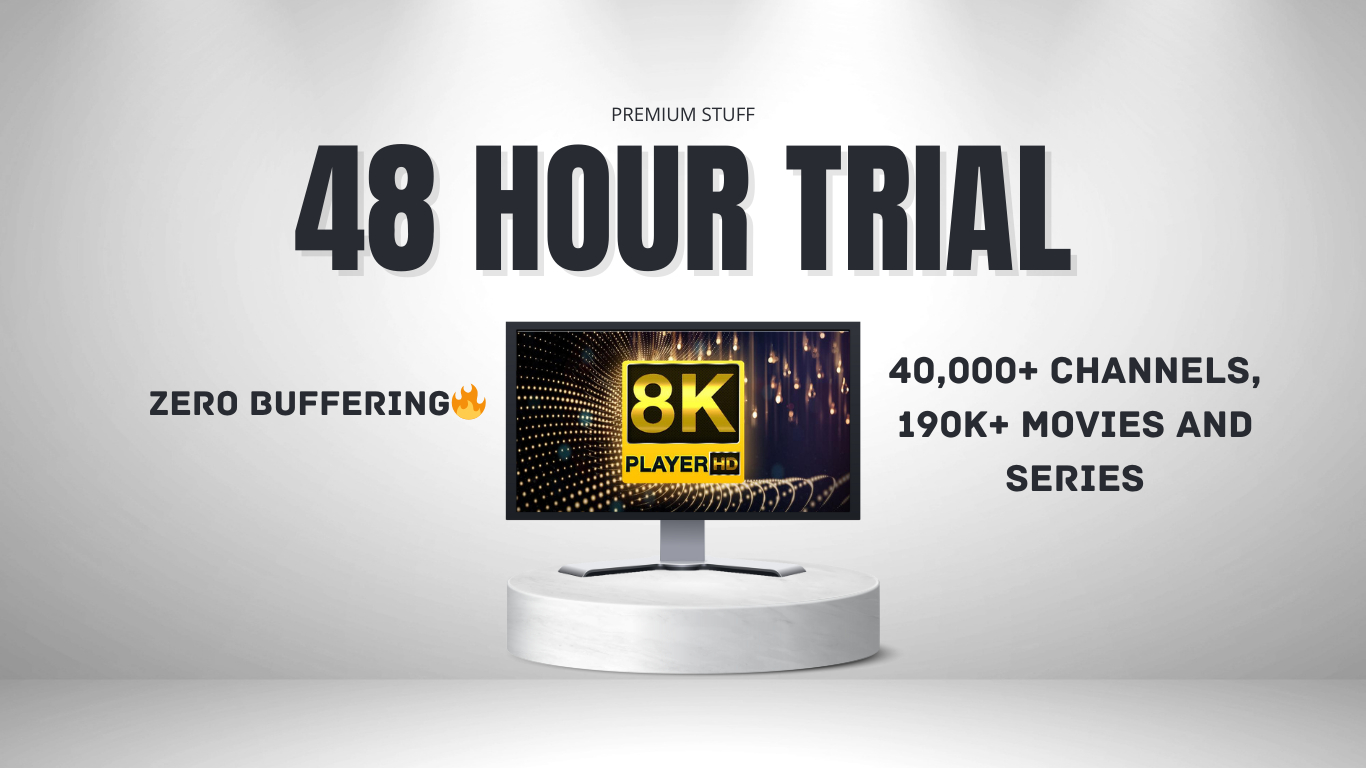 PREMIUM STUFF
48 HOUR TRIAL
ZERO BUFFERING🔥
8K
PLAYER HD
40,000+ CHANNELS,
190K+ MOVIES AND
SERIES